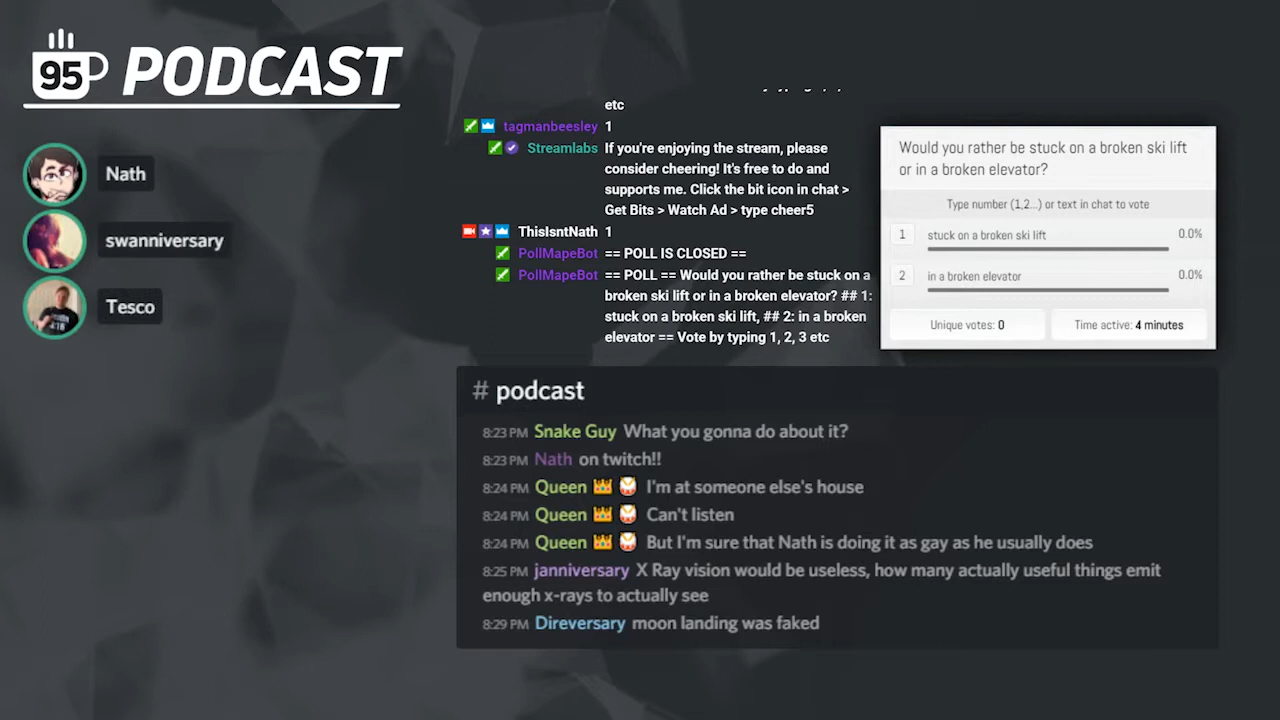 95 PODCAST
Nath
swanniversary
Tesco
etc
tagmanbeesley 1
Streamlabs If you're enjoying the stream, please
consider cheering! It's free to do and
supports me. Click the bit icon in chat >
Get Bits > Watch Ad > type cheer5
ThisIsntNath 1
PollMapeBot == POLL IS CLOSED ==
PollMapeBot == POLL == Would you rather be stuck on a
broken ski lift or in a broken elevator? ## 1:
stuck on a broken ski lift, ## 2: in a broken
elevator == Vote by typing 1, 2, 3 etc
Would you rather be stuck on a broken ski lift
or in a broken elevator?
Type number (1,2...) or text in chat to vote
1 stuck on a broken ski lift 0.0%
2 in a broken elevator 0.0%
Unique votes: 0 Time active: 4 minutes
# podcast
8:23 PM Snake Guy What you gonna do about it?
8:23 PM Nath on twitch!!
8:24 PM Queen I'm at someone else's house
8:24 PM Queen Can't listen
8:24 PM Queen But I'm sure that Nath is doing it as gay as he usually does
8:25 PM janniversary X Ray vision would be useless, how many actually useful things emit
enough x-rays to actually see
8:29 PM Direversary moon landing was faked